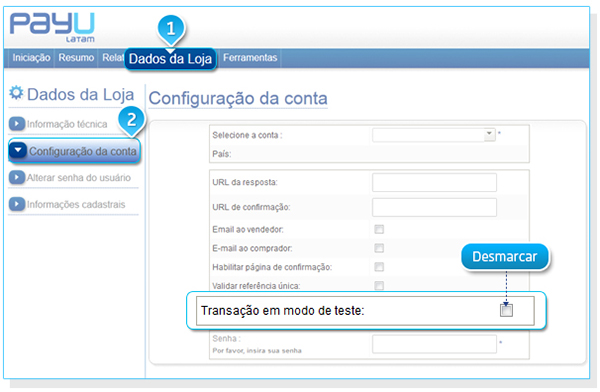 PAYU
LATAM
1
Iniciação Resumo Relat Dados da Loja Ferramentas
Dados da Loja
2
Informação técnica
Configuração da conta
Alterar senha do usuário
Informações cadastrais
Configuração da conta
Selecione a conta :
*
País:
URL da resposta:
URL de confirmação:
Email ao vendedor:
E-mail ao comprador:
Habilitar página de confirmação:
Validar referência única:
Desmarcar
Transação em modo de teste:
Senha :
*
Por favor, insira sua senha